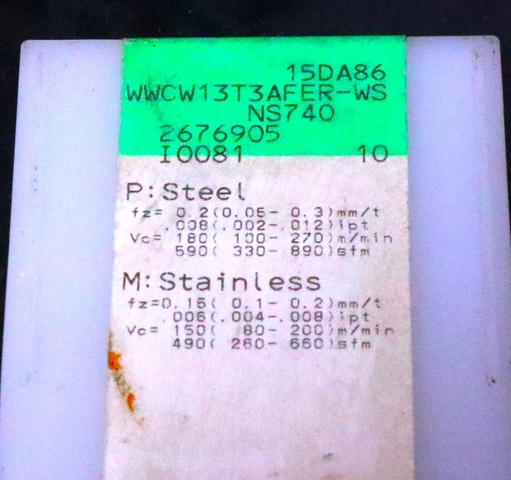 15DA86
WWCW13T3AFER-WS
NS740
2676905
I0081 10
P:Steel
fz= 0.2(0.05- 0.3)mm/t
.008(.002-.012)ipt
Vc= 180( 100- 270)m/min
590( 330- 890)sfm
M:Stainless
fz=0.15( 0.1- 0.2)mm/t
.006(.004-.008)ipt
Vc= 150( 80- 200)m/min
490( 260- 660)sfm